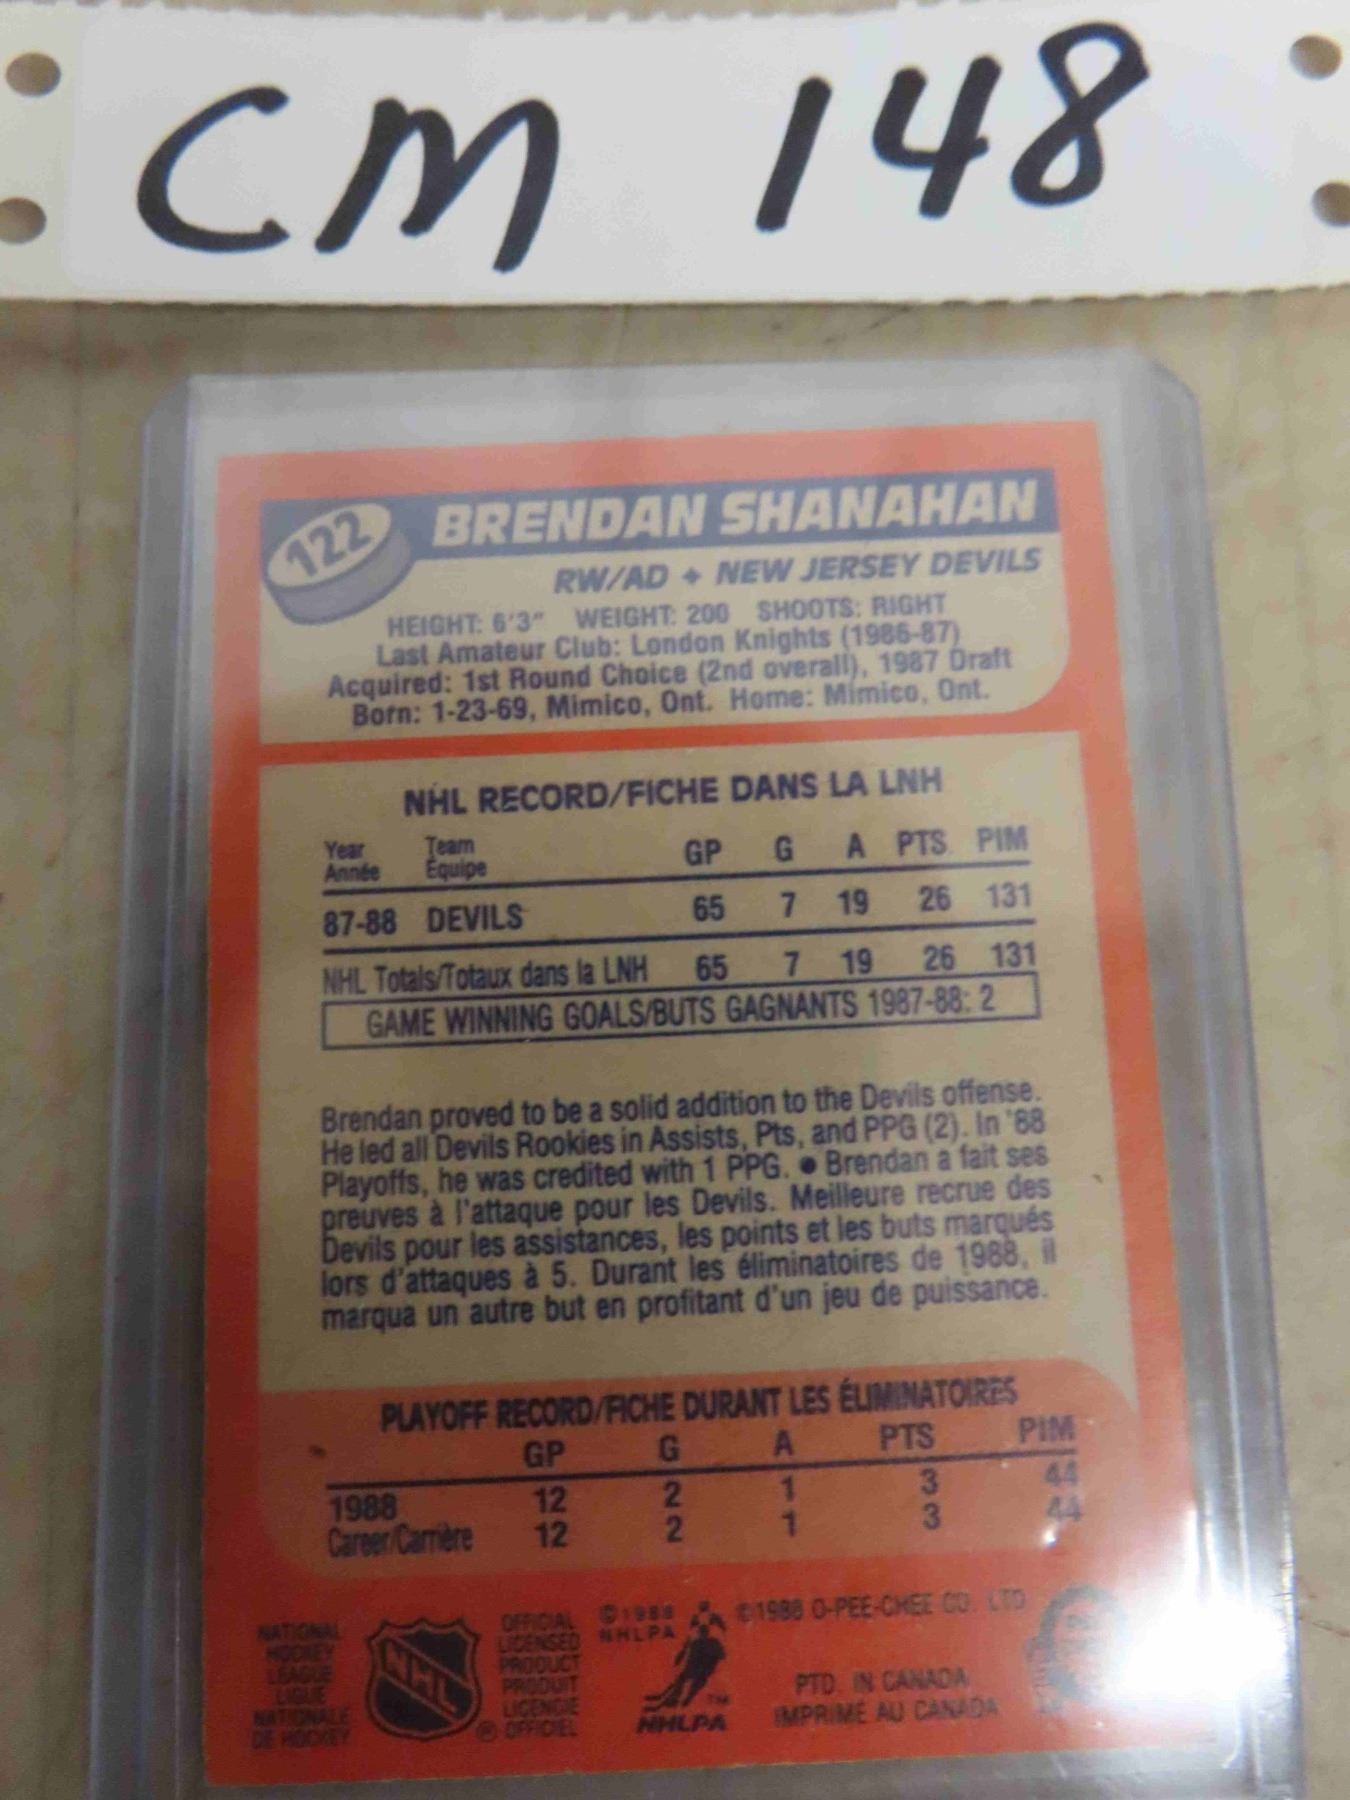 CM 148
122 BRENDAN SHANAHAN
RW/AD ♦ NEW JERSEY DEVILS
HEIGHT: 6'3" WEIGHT: 200 SHOOTS: RIGHT
Last Amateur Club: London Knights (1986-87)
Acquired: 1st Round Choice (2nd overall), 1987 Draft
Born: 1-23-69, Mimico, Ont. Home: Mimico, Ont.
NHL RECORD/FICHE DANS LA LNH
Year Team GP G A PTS PIM
Année Équipe
87-88 DEVILS 65 7 19 26 131
NHL Totals/Totaux dans la LNH 65 7 19 26 131
GAME WINNING GOALS/BUTS GAGNANTS 1987-88: 2
Brendan proved to be a solid addition to the Devils offense.
He led all Devils Rookies in Assists, Pts, and PPG (2). In '88
Playoffs, he was credited with 1 PPG. ● Brendan a fait ses
preuves à l'attaque pour les Devils. Meilleure recrue des
Devils pour les assistances, les points et les buts marqués
lors d'attaques à 5. Durant les éliminatoires de 1988, il
marqua un autre but en profitant d'un jeu de puissance.
PLAYOFF RECORD/FICHE DURANT LES ÉLIMINATOIRES
GP G A PTS PIM
1988 12 2 1 3 44
Career/Carrière 12 2 1 3 44
NATIONAL
HOCKEY
LEAGUE
LIGUE
NATIONALE
DE HOCKEY
NHL
®
OFFICIAL
LICENSED
PRODUCT
PRODUIT
LICENCIE
OFFICIEL
©1988
NHLPA
TM
NHLPA
©1988 O-PEE-CHEE CO. LTD
PTD. IN CANADA
IMPRIMÉ AU CANADA